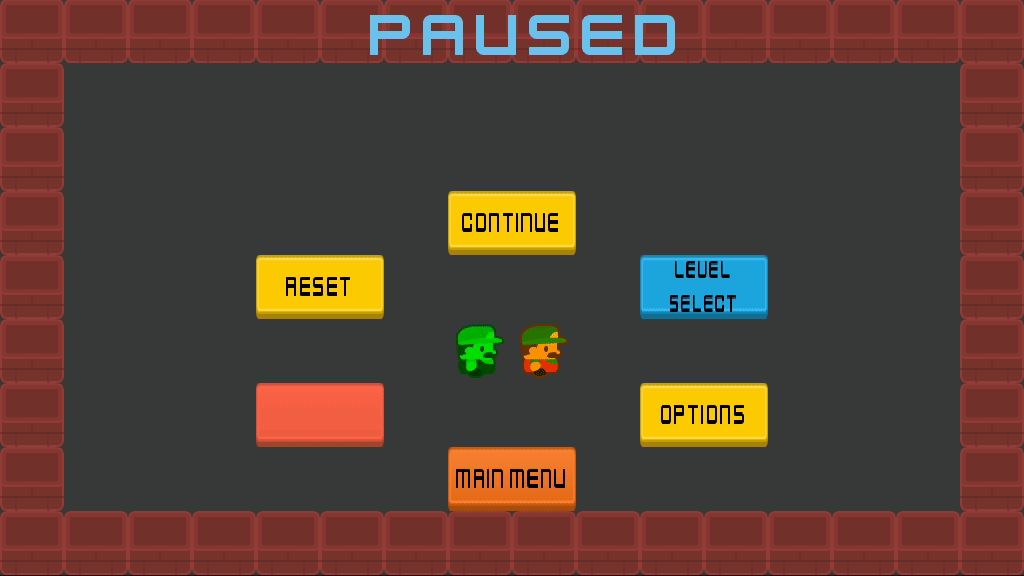 PAUSED
CONTINUE
RESET
LEVEL
SELECT
OPTIONS
MAIN MENU